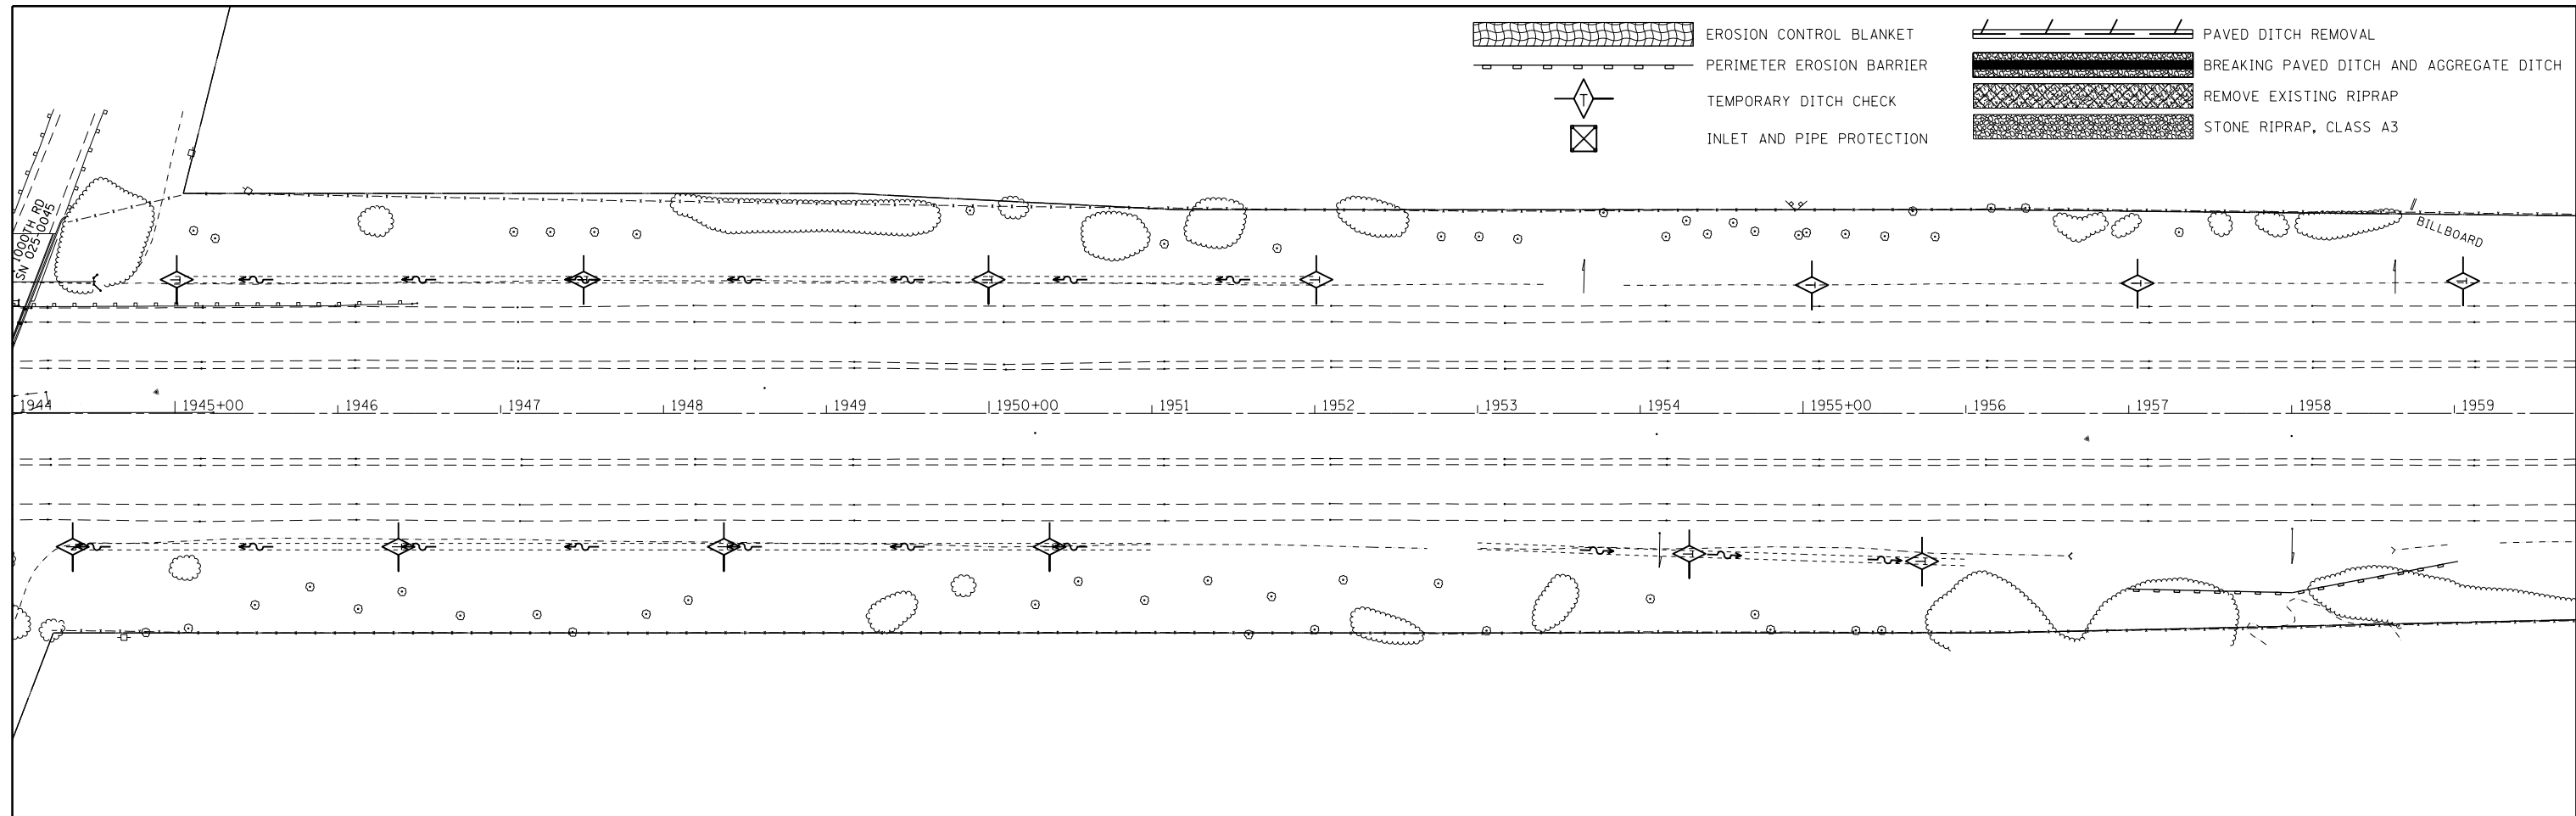 EROSION CONTROL BLANKET
PERIMETER EROSION BARRIER
T TEMPORARY DITCH CHECK
INLET AND PIPE PROTECTION
PAVED DITCH REMOVAL
BREAKING PAVED DITCH AND AGGREGATE DITCH
REMOVE EXISTING RIPRAP
STONE RIPRAP, CLASS A3
1000TH RD
SN 025-0045
BILLBOARD
T T T T T T T
1944 1945+00 1946 1947 1948 1949 1950+00 1951 1952 1953 1954 1955+00 1956 1957 1958 1959
T T T T T T